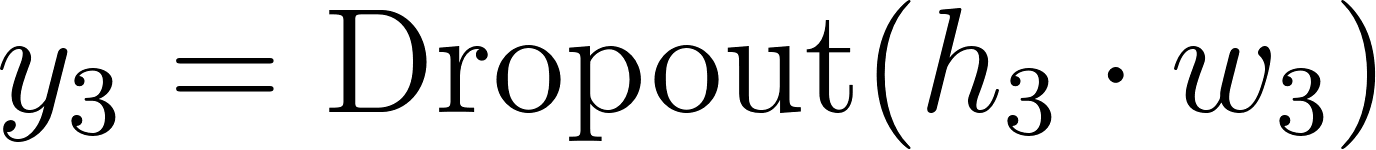 y₃ = Dropout(h₃ · w₃)